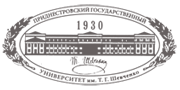 ПРИДНЕСТРОВСКИЙ ГОСУДАРСТВЕННЫЙ
1930
УНИВЕРСИТЕТ им. Т. Г. Шевченко